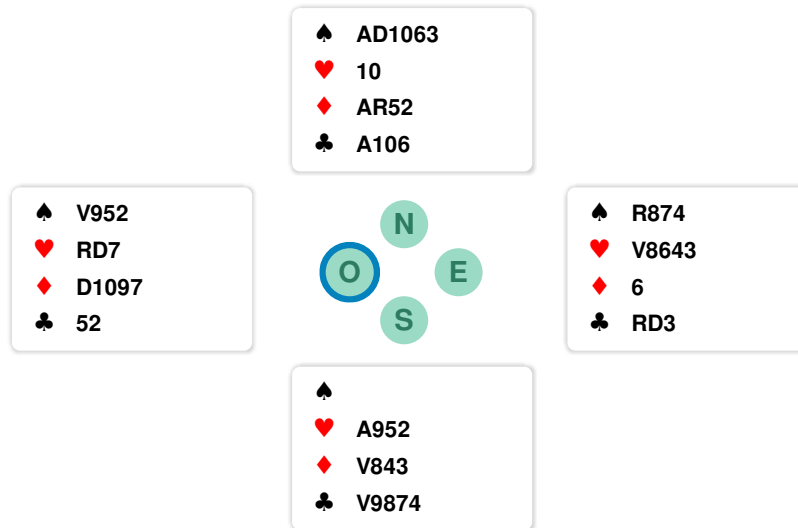 ♠ AD1063
♥ 10
♦ AR52
♣ A106
♠ V952
♥ RD7
♦ D1097
♣ 52
N
O E
S
♠ R874
♥ V8643
♦ 6
♣ RD3
♠
♥ A952
♦ V843
♣ V9874